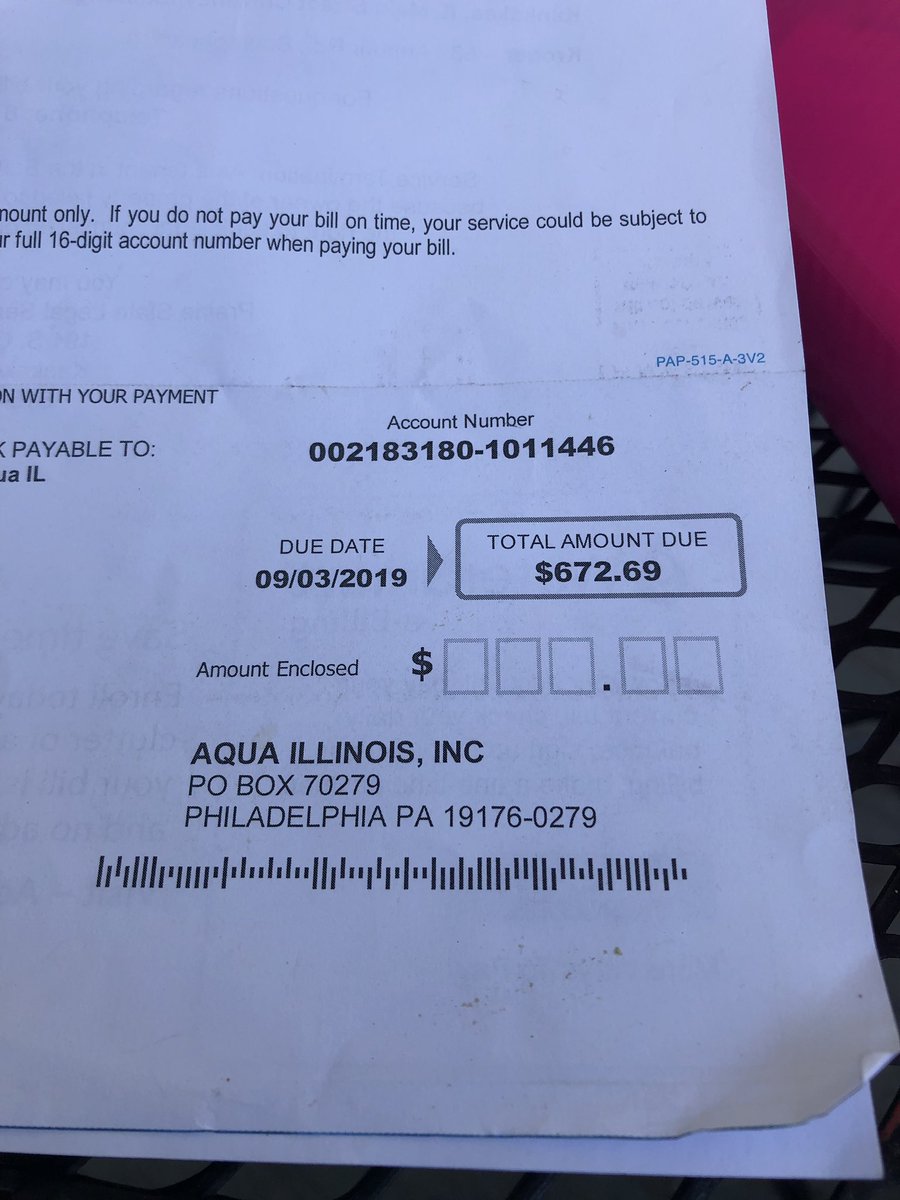 mount only. If you do not pay your bill on time, your service could be subject to
ur full 16-digit account number when paying your bill.
PAP-515-A-3V2
ON WITH YOUR PAYMENT
Account Number
K PAYABLE TO:
002183180-1011446
ua IL
DUE DATE
TOTAL AMOUNT DUE
09/03/2019
$672.69
Amount Enclosed $ .
AQUA ILLINOIS, INC
PO BOX 70279
PHILADELPHIA PA 19176-0279